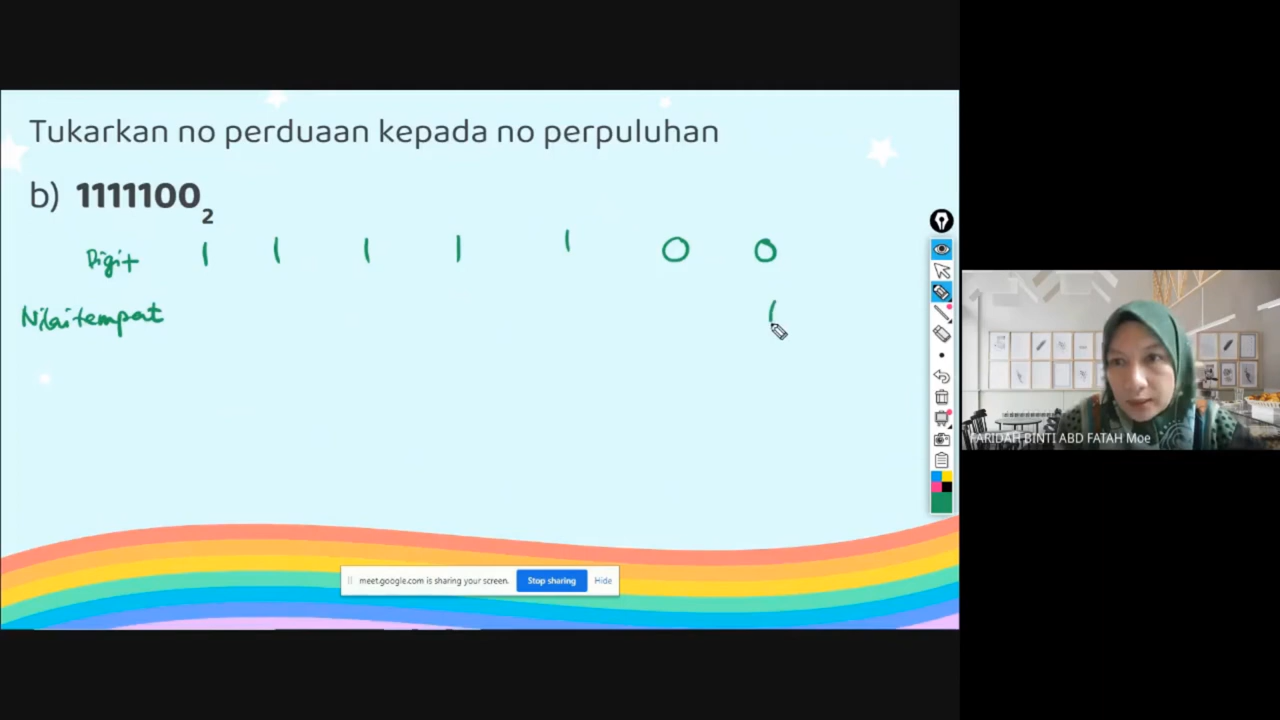 Tukarkan no perduaan kepada no perpuluhan
b) 1111100₂
Digit 1 1 1 1 1 0 0
Nilai tempat 1
meet.google.com is sharing your screen. Stop sharing Hide
FARIDAH BINTI ABD FATAH Moe